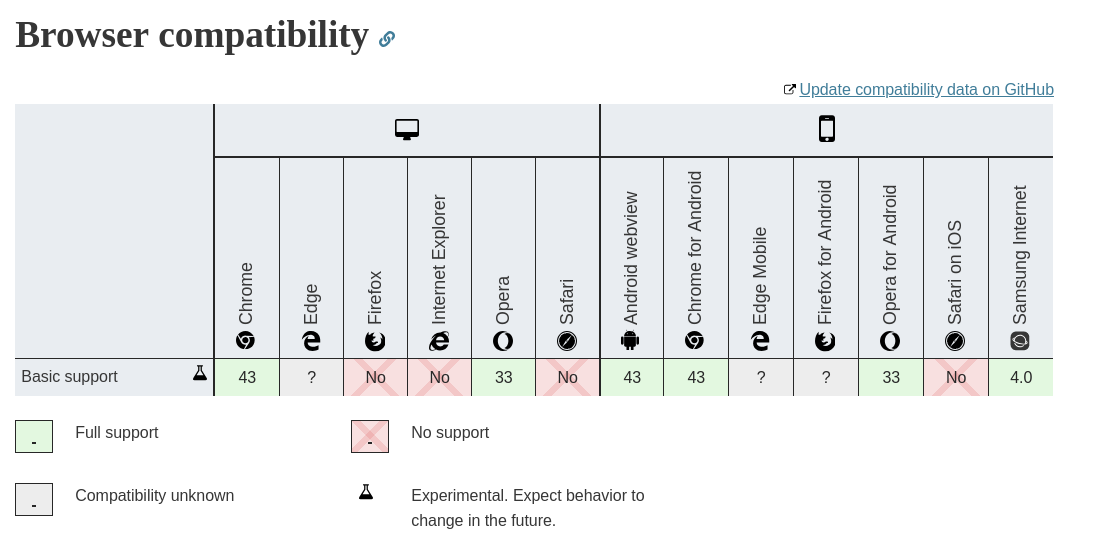 Browser compatibility
Update compatibility data on GitHub
Chrome
Edge
Firefox
Internet Explorer
Opera
Safari
Android webview
Chrome for Android
Edge Mobile
Firefox for Android
Opera for Android
Safari on iOS
Samsung Internet
Basic support 43 ? No No 33 No 43 43 ? ? 33 No 4.0
- Full support - No support
- Compatibility unknown Experimental. Expect behavior to
change in the future.